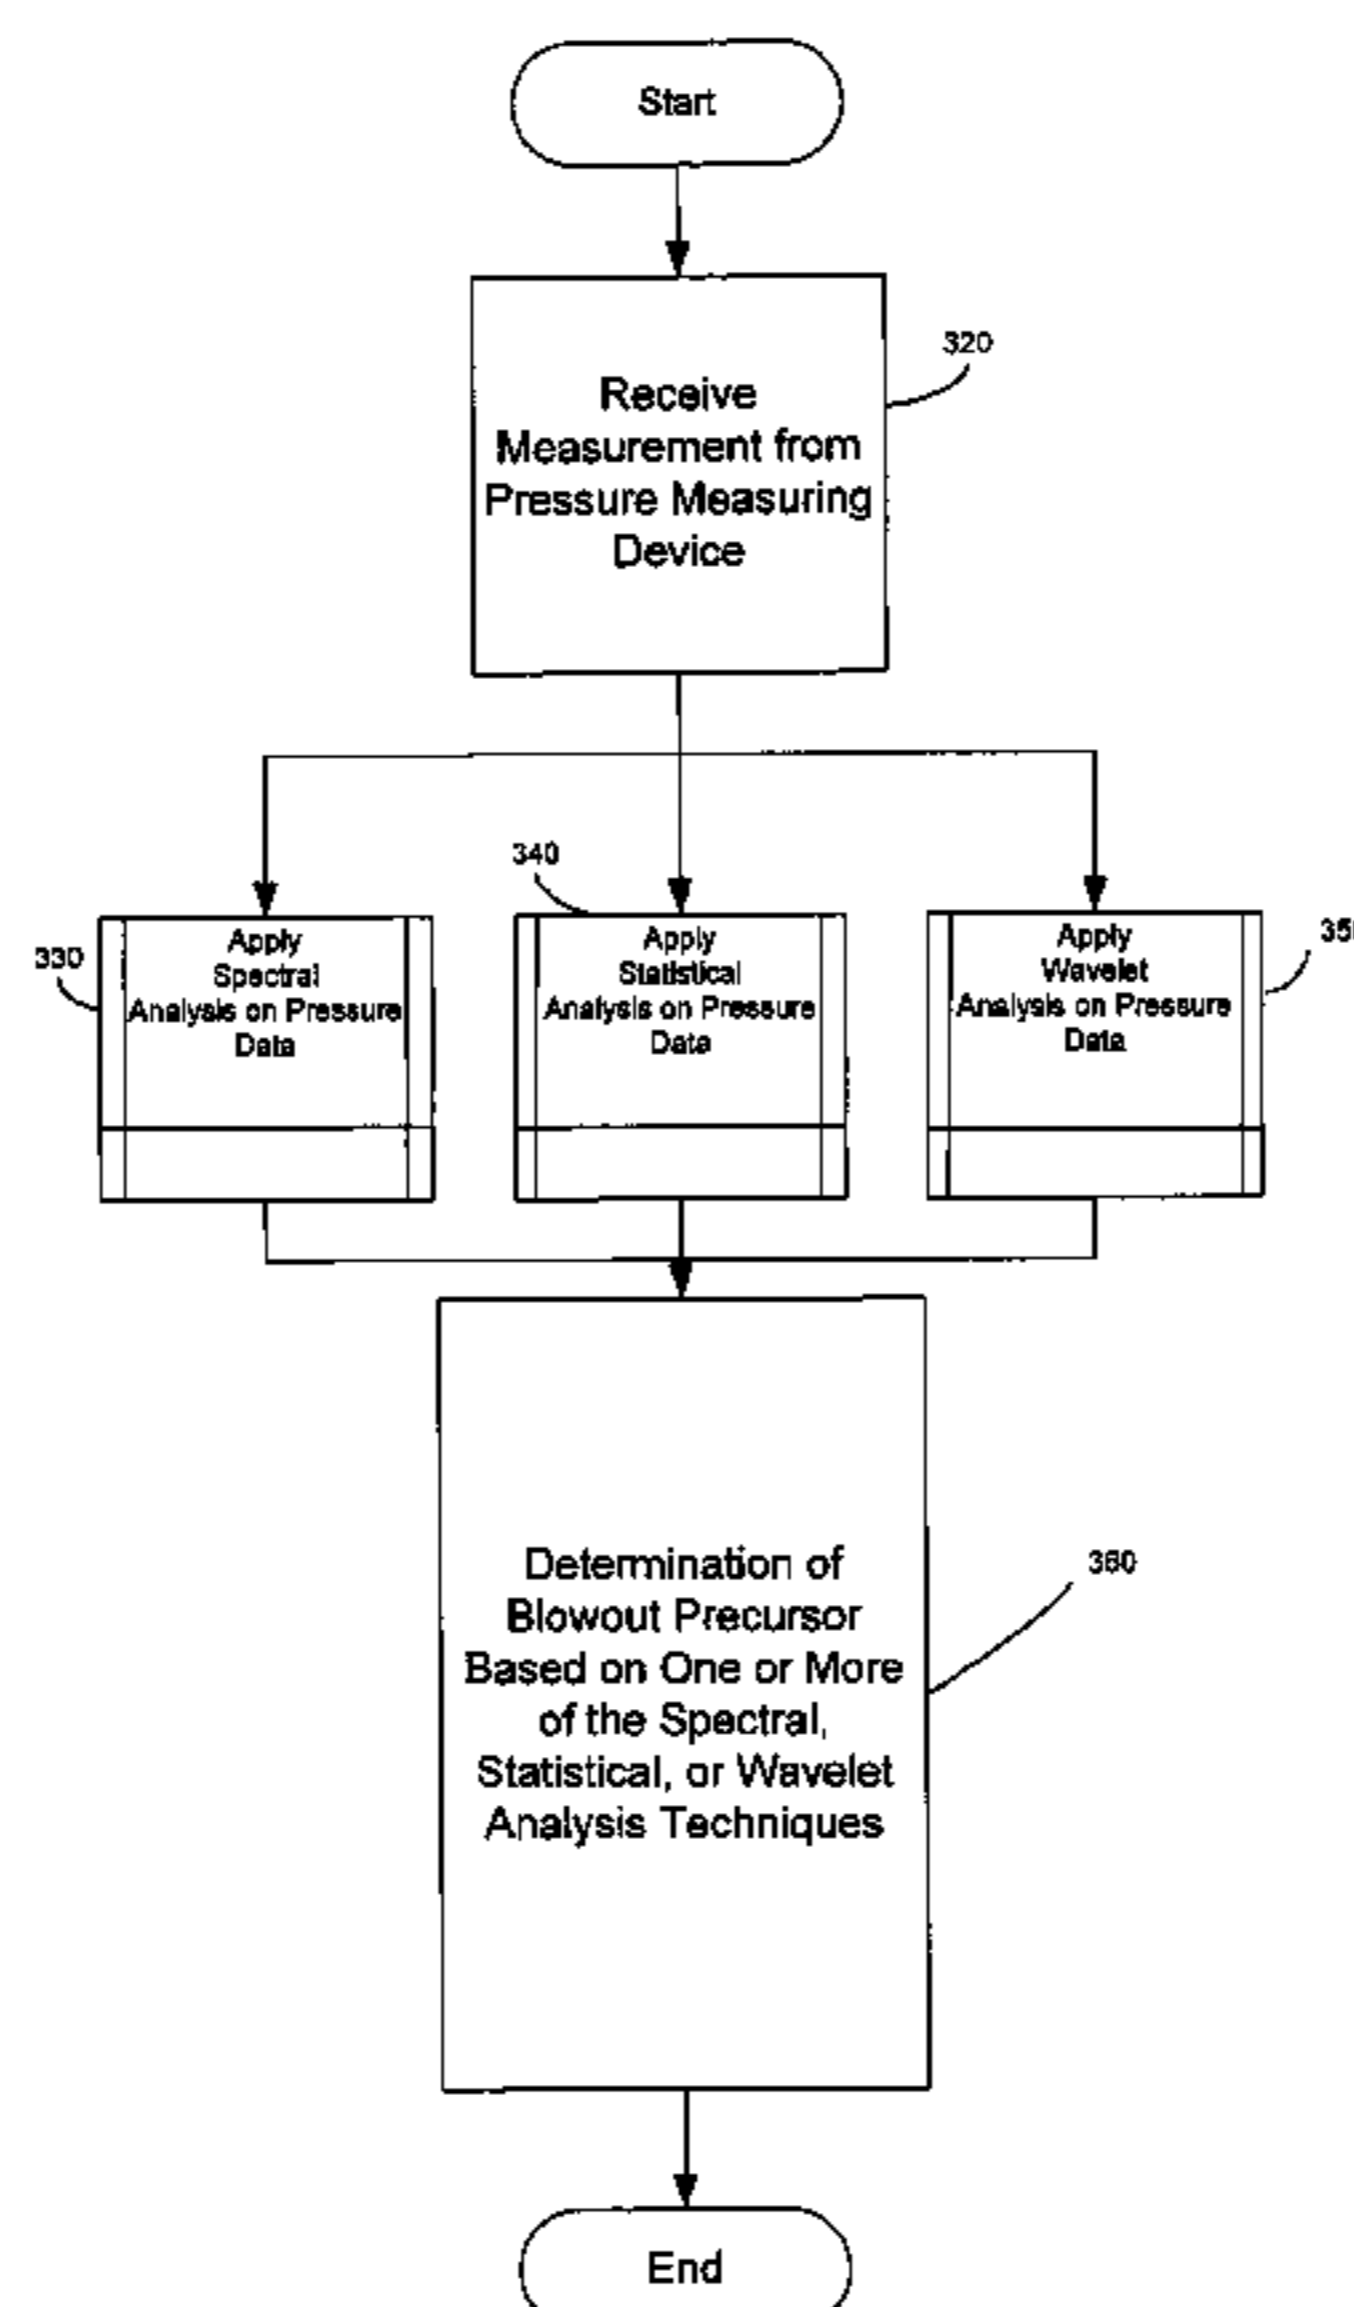 Start
320
Receive
Measurement from
Pressure Measuring
Device
340
330
Apply
Spectral
Analysis on Pressure
Data
Apply
Statistical
Analysis on Pressure
Data
Apply
Wavelet
Analysis on Pressure
Data
360
Determination of
Blowout Precursor
Based on One or More
of the Spectral,
Statistical, or Wavelet
Analysis Techniques
End